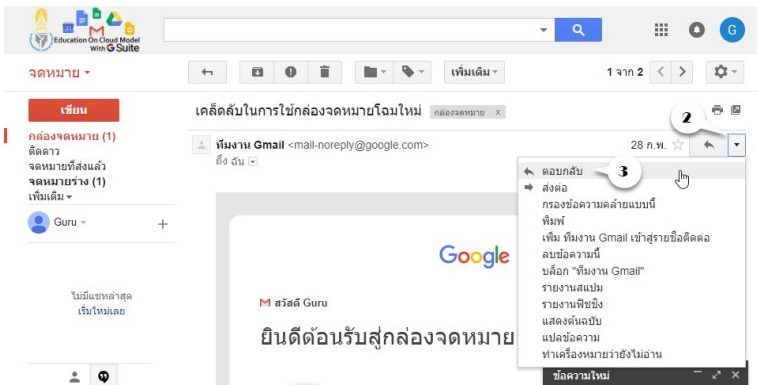 Education On Cloud Model
with G Suite
G
จดหมาย
เพิ่มเติม
1 จาก 2
เขียน
กล่องจดหมาย (1)
ติดดาว
จดหมายที่ส่งแล้ว
จดหมายร่าง (1)
เพิ่มเติม
Guru
ไม่มีแชทล่าสุด
เริ่มใหม่เลย
เคล็ดลับในการใช้กล่องจดหมายโฉมใหม่
กล่องจดหมาย x
2
ทีมงาน Gmail <mail-noreply@google.com>
28 ก.พ.
ถึง ฉัน
3
ตอบกลับ
ส่งต่อ
กรองข้อความคล้ายแบบนี้
พิมพ์
เพิ่ม ทีมงาน Gmail เข้าสู่รายชื่อติดต่อ
ลบข้อความนี้
บล็อก "ทีมงาน Gmail"
รายงานสแปม
รายงานฟิชชิง
แสดงต้นฉบับ
แปลข้อความ
ทำเครื่องหมายว่ายังไม่อ่าน
Google
สวัสดี Guru
ยินดีต้อนรับสู่กล่องจดหมาย
ข้อความใหม่